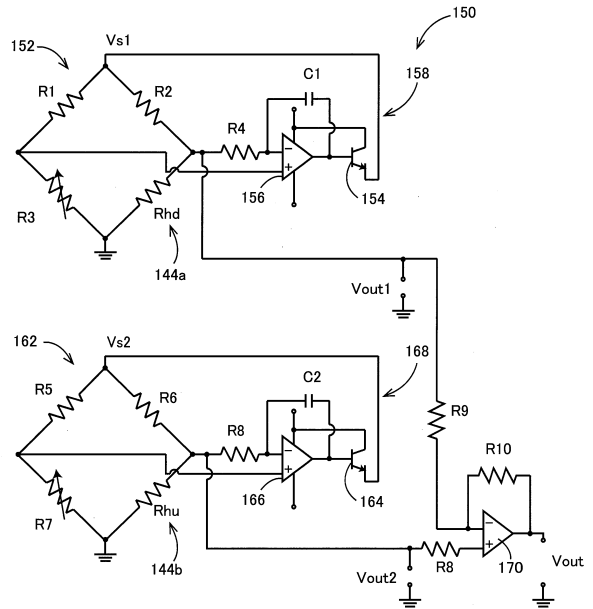 150
152
Vs1
C1
158
R1
R2
R4
−
+
156
154
R3
Rhd
144a
Vout1
162
Vs2
168
R5
R6
C2
R8
−
+
166
164
R9
R7
Rhu
144b
R10
−
+
170
Vout2
R8
Vout